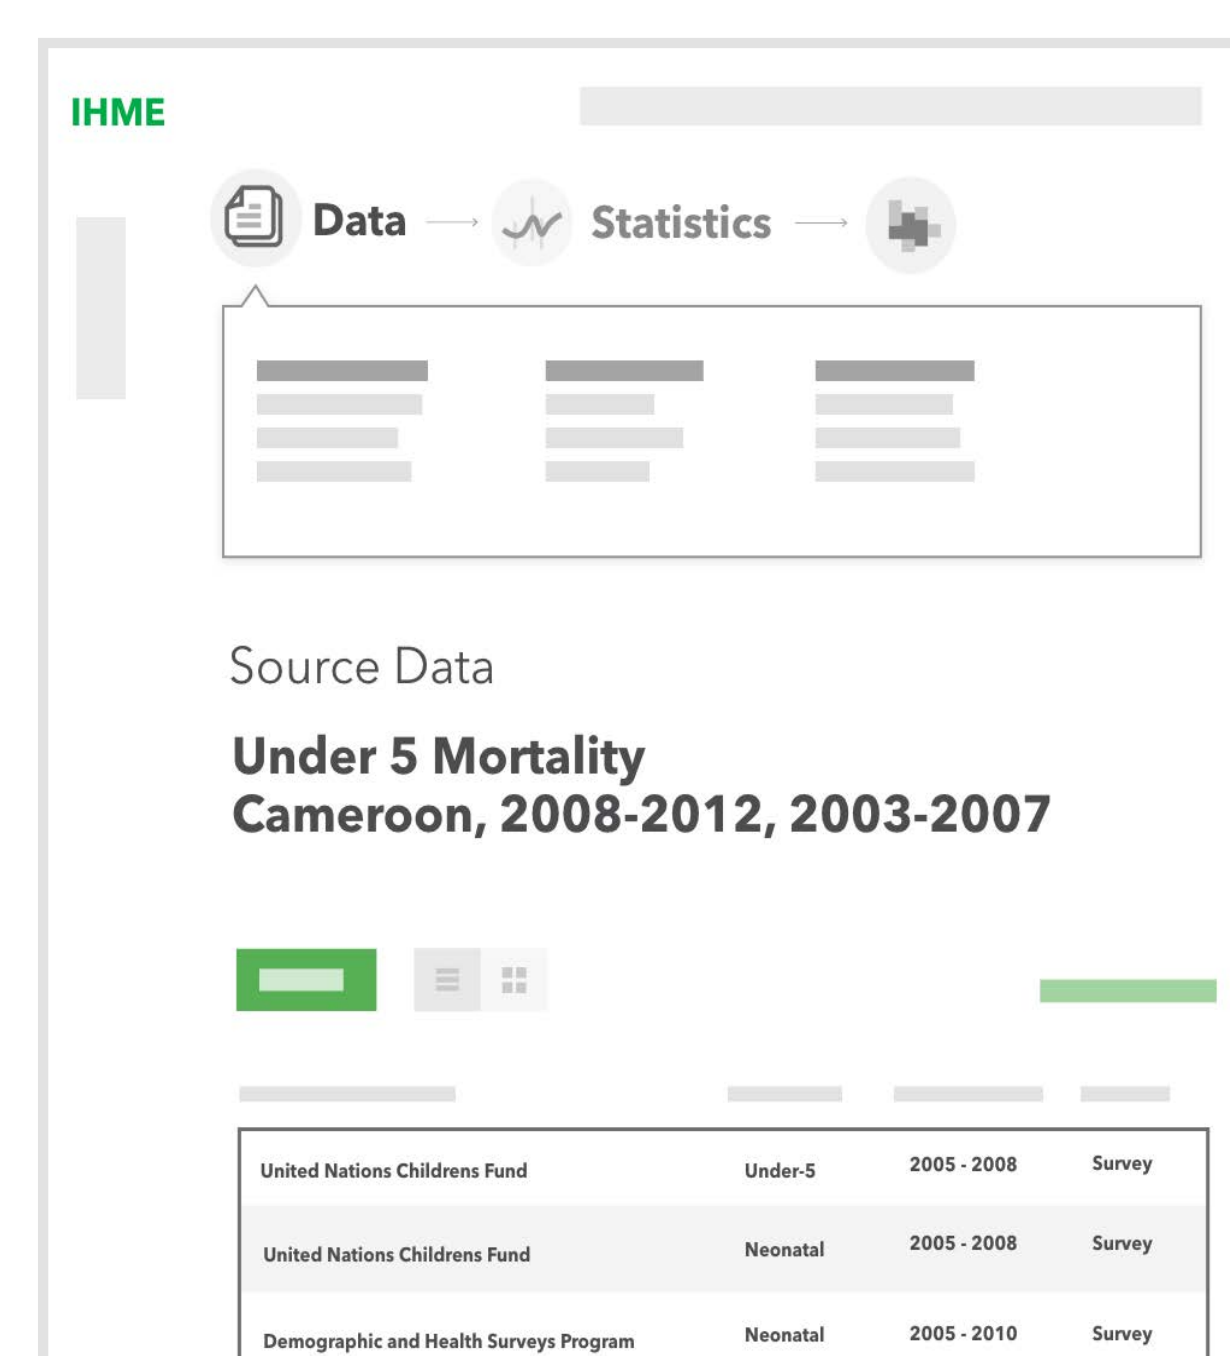 IHME
Data Statistics
Source Data
Under 5 Mortality
Cameroon, 2008-2012, 2003-2007
United Nations Childrens Fund Under-5 2005 - 2008 Survey
United Nations Childrens Fund Neonatal 2005 - 2008 Survey
Demographic and Health Surveys Program Neonatal 2005 - 2010 Survey